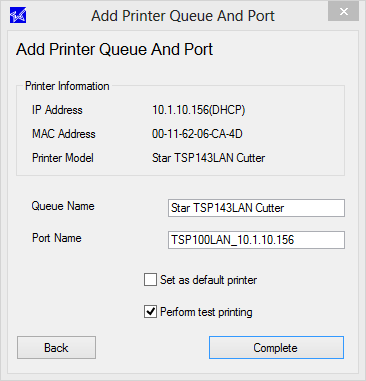 Add Printer Queue And Port
Add Printer Queue And Port
Printer Information
IP Address 10.1.10.156(DHCP)
MAC Address 00-11-62-06-CA-4D
Printer Model Star TSP143LAN Cutter
Queue Name Star TSP143LAN Cutter
Port Name TSP100LAN_10.1.10.156
Set as default printer
Perform test printing
Back Complete